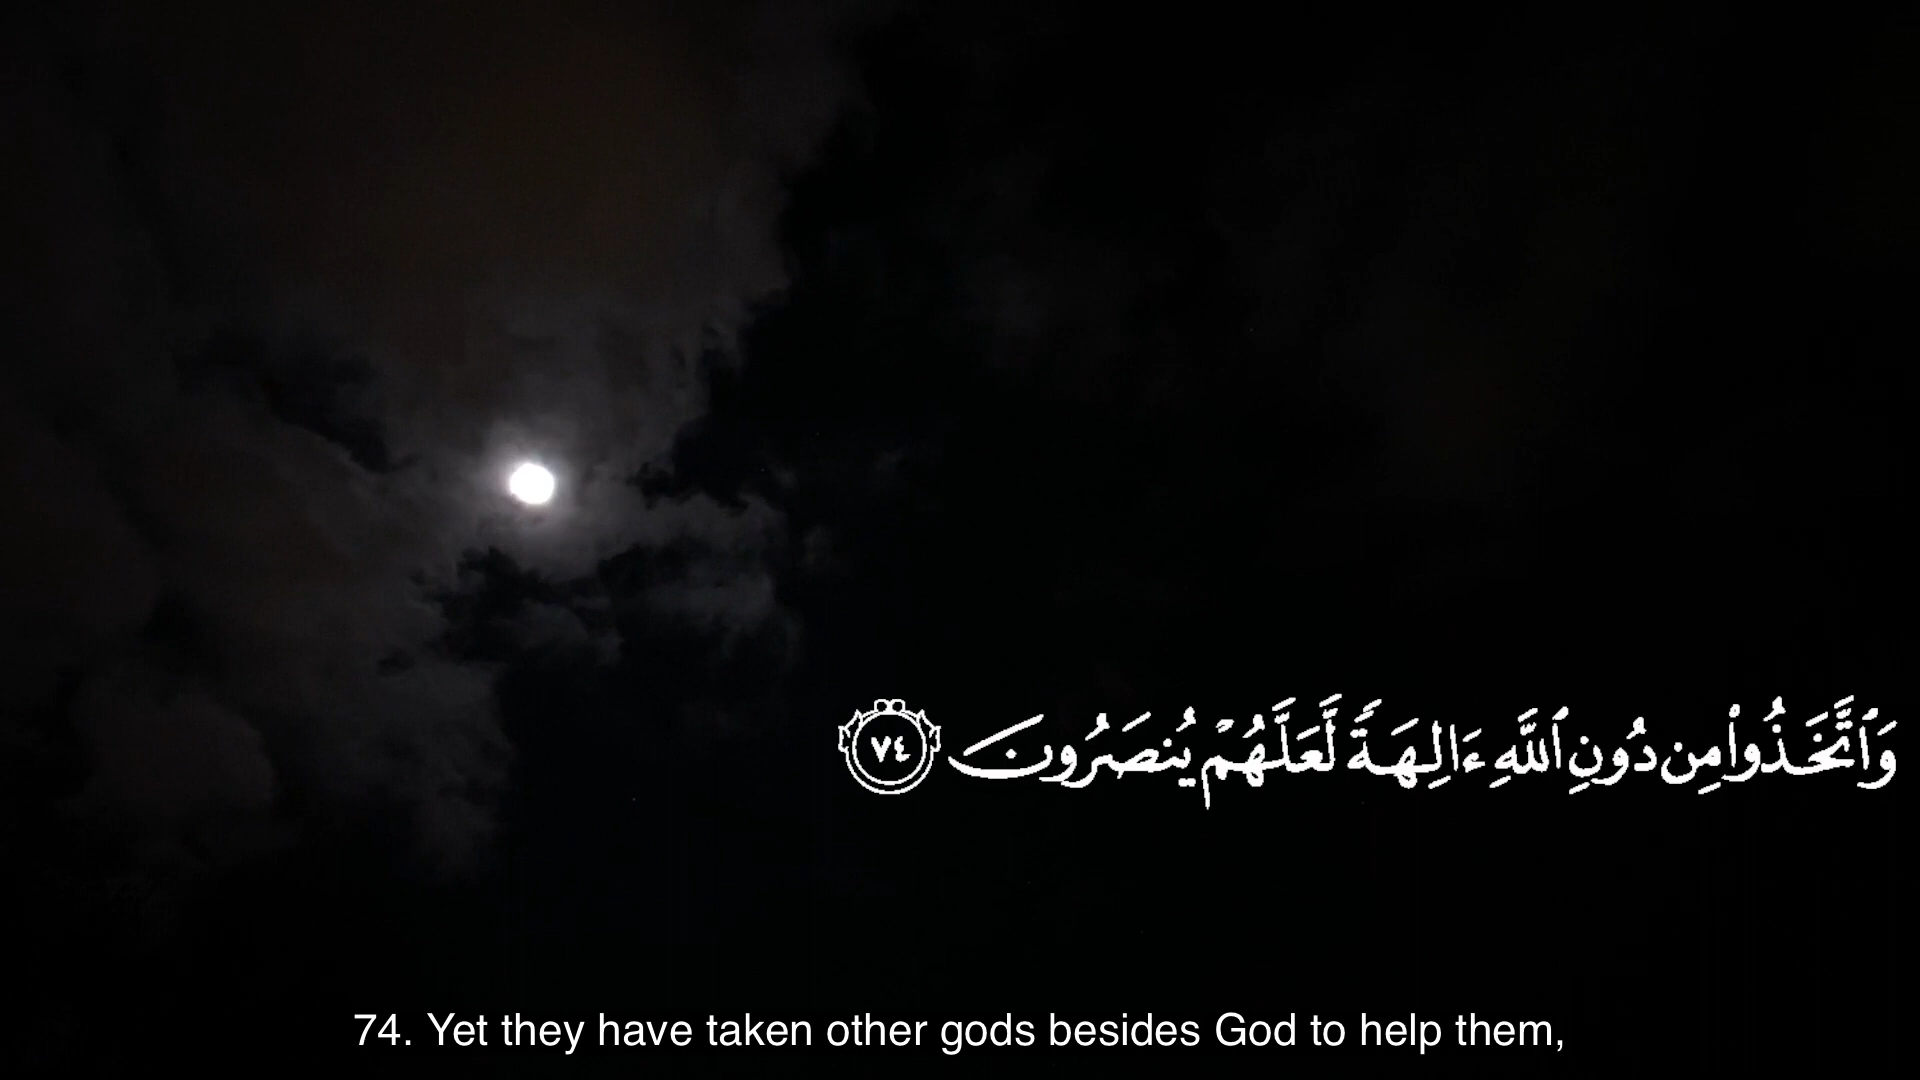 وَٱتَّخَذُوا۟ مِن دُونِ ٱللَّهِ ءَالِهَةً لَّعَلَّهُمْ يُنصَرُونَ ٧٤
74. Yet they have taken other gods besides God to help them,